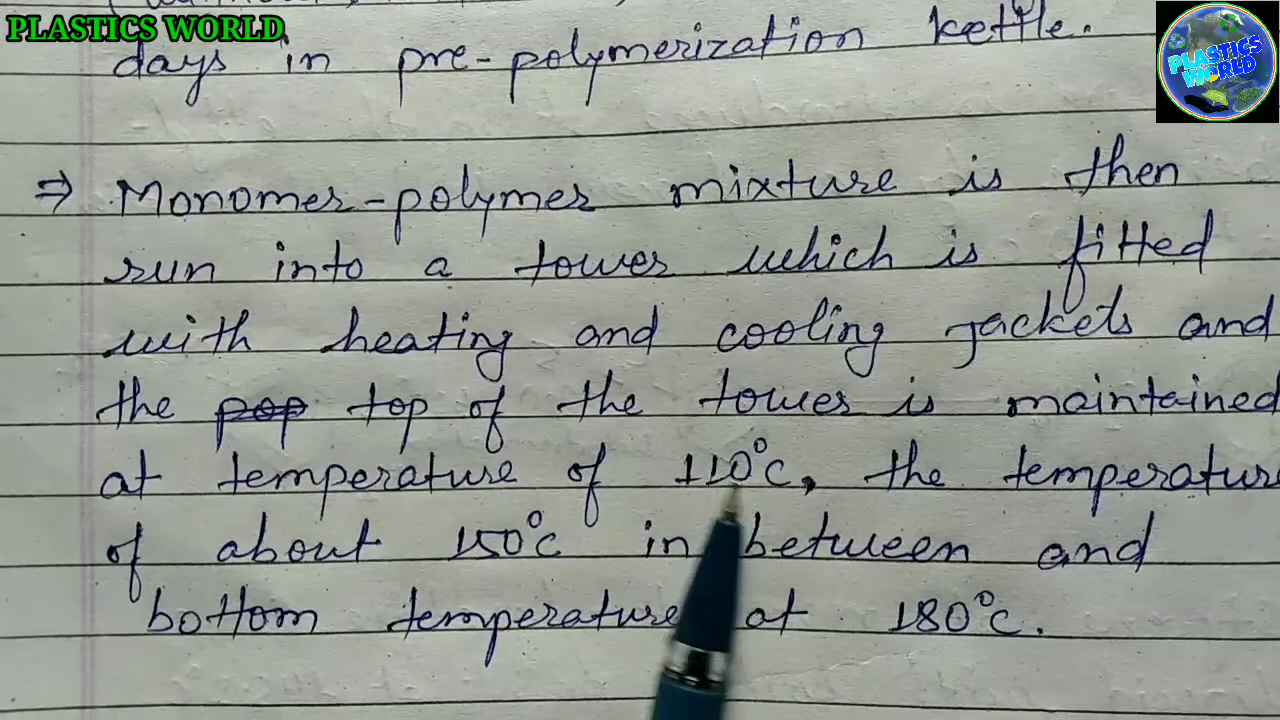 PLASTICS WORLD
days in pre-polymerization kettle.
PLASTICS WORLD
⇒ Monomer-polymer mixture is then
run into a tower which is fitted
with heating and cooling jackets and
the pop top of the tower is maintained
at temperature of 110°C, the temperature
of about 150°C in between and
bottom temperature at 180°C.